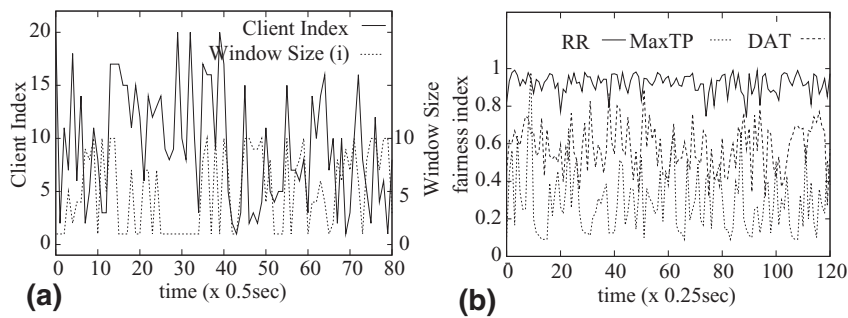 Client Index
Window Size (i)
20
15
10
5
0
Client Index
10
5
0
Window Size
0 10 20 30 40 50 60 70 80
time (x 0.5sec)
(a)
RR MaxTP DAT
1
0.8
0.6
0.4
0.2
0
fairness index
0 20 40 60 80 100 120
time (x 0.25sec)
(b)